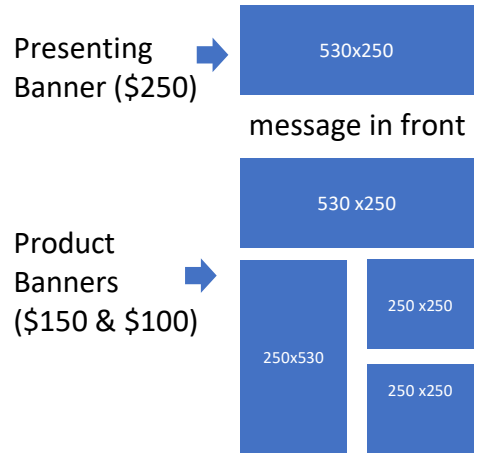 Presenting
Banner ($250)
530x250
message in front
530 x250
Product
Banners
($150 & $100)
250x530
250 x250
250 x250